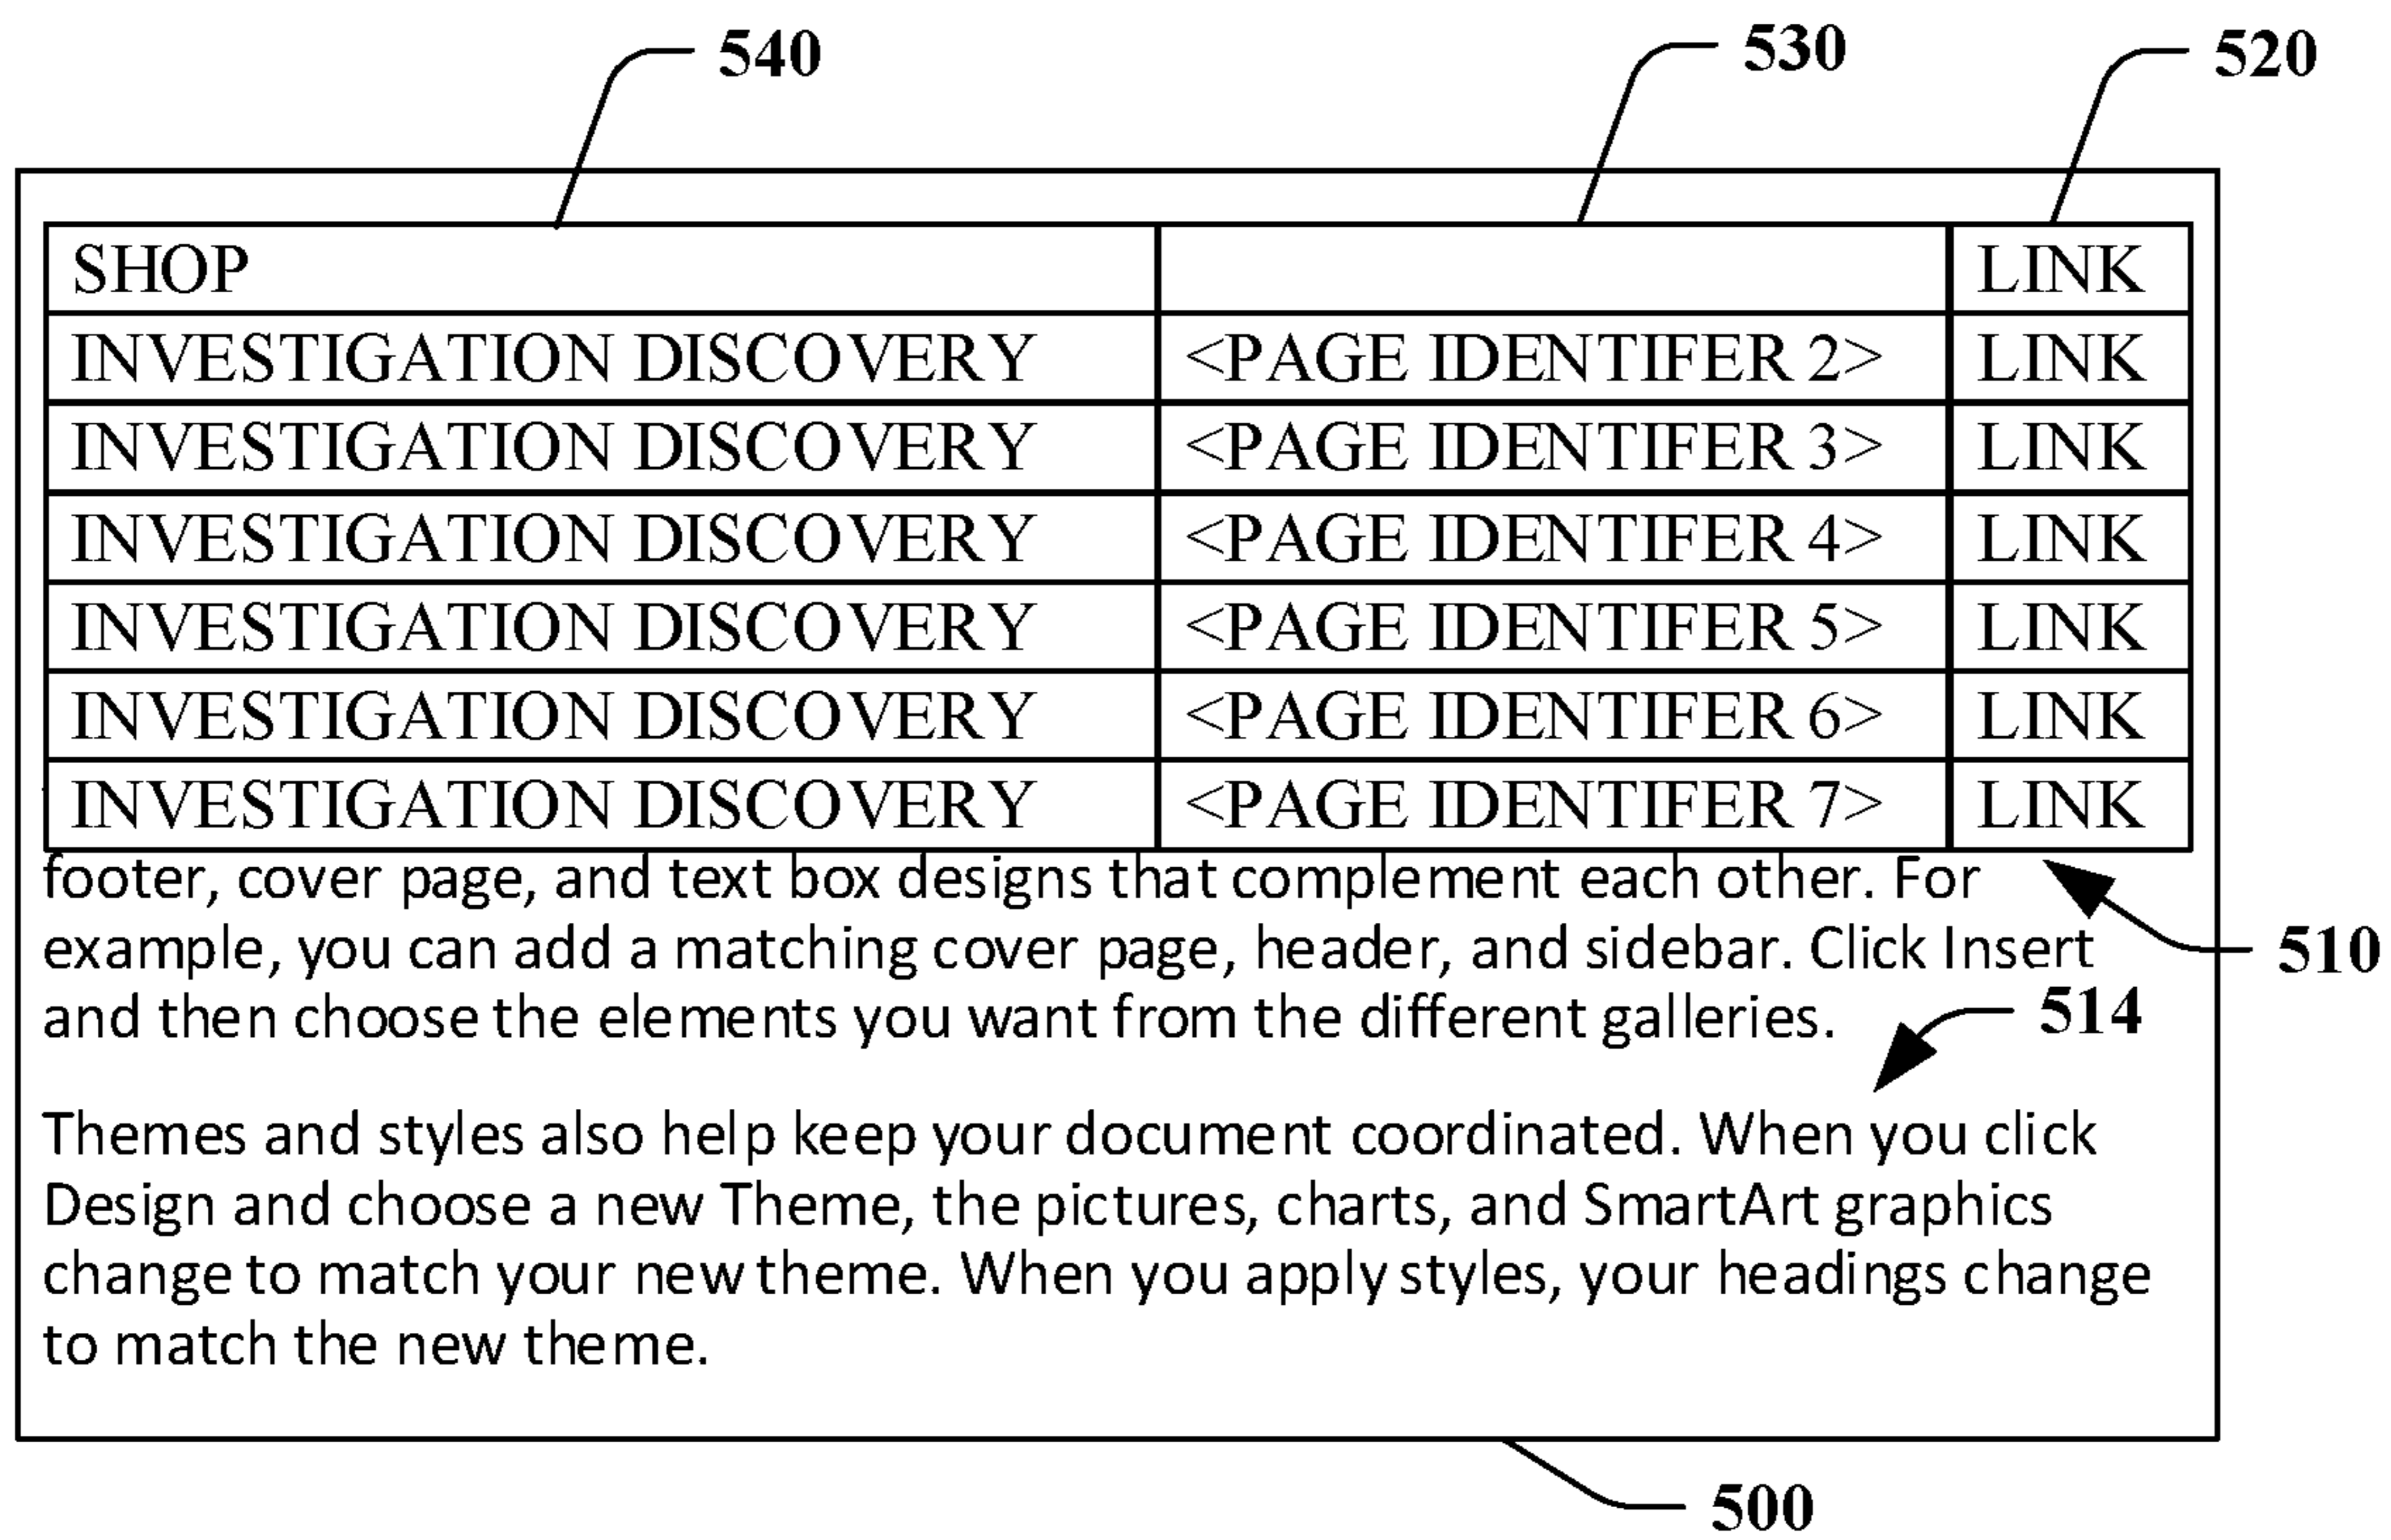 540 530 520
SHOP LINK
INVESTIGATION DISCOVERY <PAGE IDENTIFER 2> LINK
INVESTIGATION DISCOVERY <PAGE IDENTIFER 3> LINK
INVESTIGATION DISCOVERY <PAGE IDENTIFER 4> LINK
INVESTIGATION DISCOVERY <PAGE IDENTIFER 5> LINK
INVESTIGATION DISCOVERY <PAGE IDENTIFER 6> LINK
INVESTIGATION DISCOVERY <PAGE IDENTIFER 7> LINK
footer, cover page, and text box designs that complement each other. For
example, you can add a matching cover page, header, and sidebar. Click Insert
510
and then choose the elements you want from the different galleries.
514
Themes and styles also help keep your document coordinated. When you click
Design and choose a new Theme, the pictures, charts, and SmartArt graphics
change to match your new theme. When you apply styles, your headings change
to match the new theme.
500